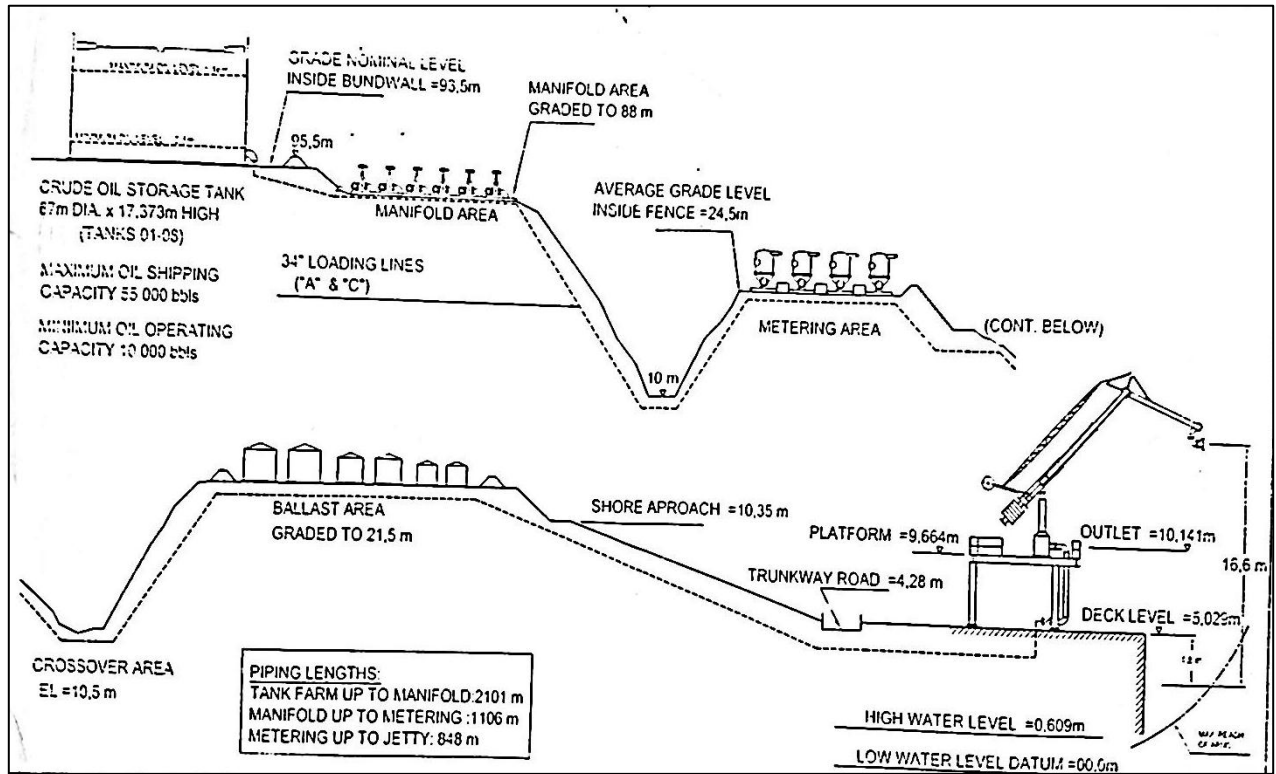 GRADE NOMINAL LEVEL
INSIDE BUNDWALL =93,5m
MANIFOLD AREA
GRADED TO 88 m
95,5m
CRUDE OIL STORAGE TANK
67m DIA. x 17,373m HIGH
(TANKS 01-08)
MANIFOLD AREA
AVERAGE GRADE LEVEL
INSIDE FENCE =24,5m
MAXIMUM OIL SHIPPING
CAPACITY 55 000 bbls
34" LOADING LINES
("A" & "C")
MINIMUM OIL OPERATING
CAPACITY 10 000 bbls
METERING AREA
(CONT. BELOW)
10 m
BALLAST AREA
GRADED TO 21,5 m
SHORE APROACH =10,35 m
PLATFORM =9,664m
OUTLET =10,141m
16,6 m
TRUNKWAY ROAD =4,28 m
DECK LEVEL =5,029m
CROSSOVER AREA
EL =10,5 m
PIPING LENGTHS:
TANK FARM UP TO MANIFOLD:2101 m
MANIFOLD UP TO METERING :1106 m
METERING UP TO JETTY: 848 m
HIGH WATER LEVEL =0,609m
LOW WATER LEVEL DATUM =00,0m